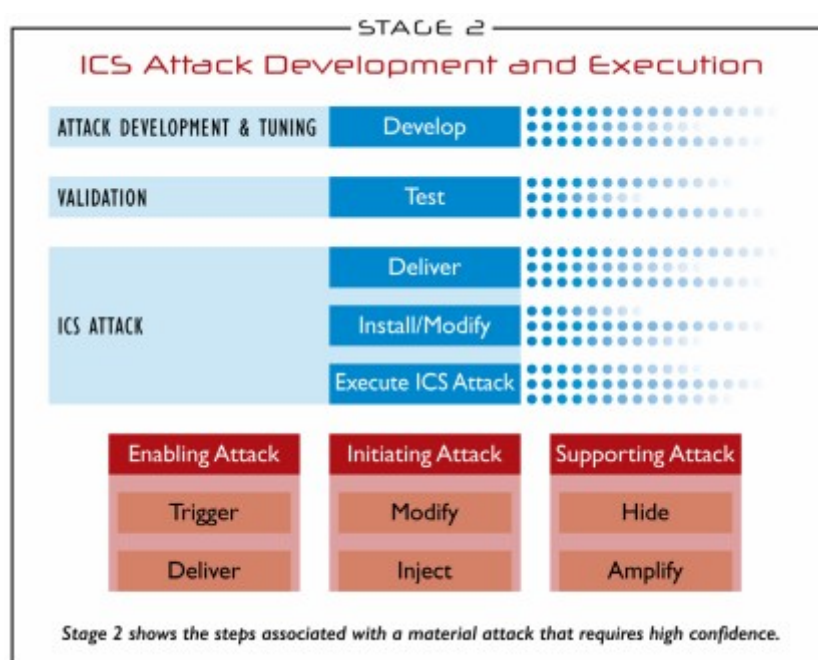 STAGE 2
ICS Attack Development and Execution
ATTACK DEVELOPMENT & TUNING Develop
VALIDATION Test
Deliver
ICS ATTACK Install/Modify
Execute ICS Attack
Enabling Attack Initiating Attack Supporting Attack
Trigger Modify Hide
Deliver Inject Amplify
Stage 2 shows the steps associated with a material attack that requires high confidence.